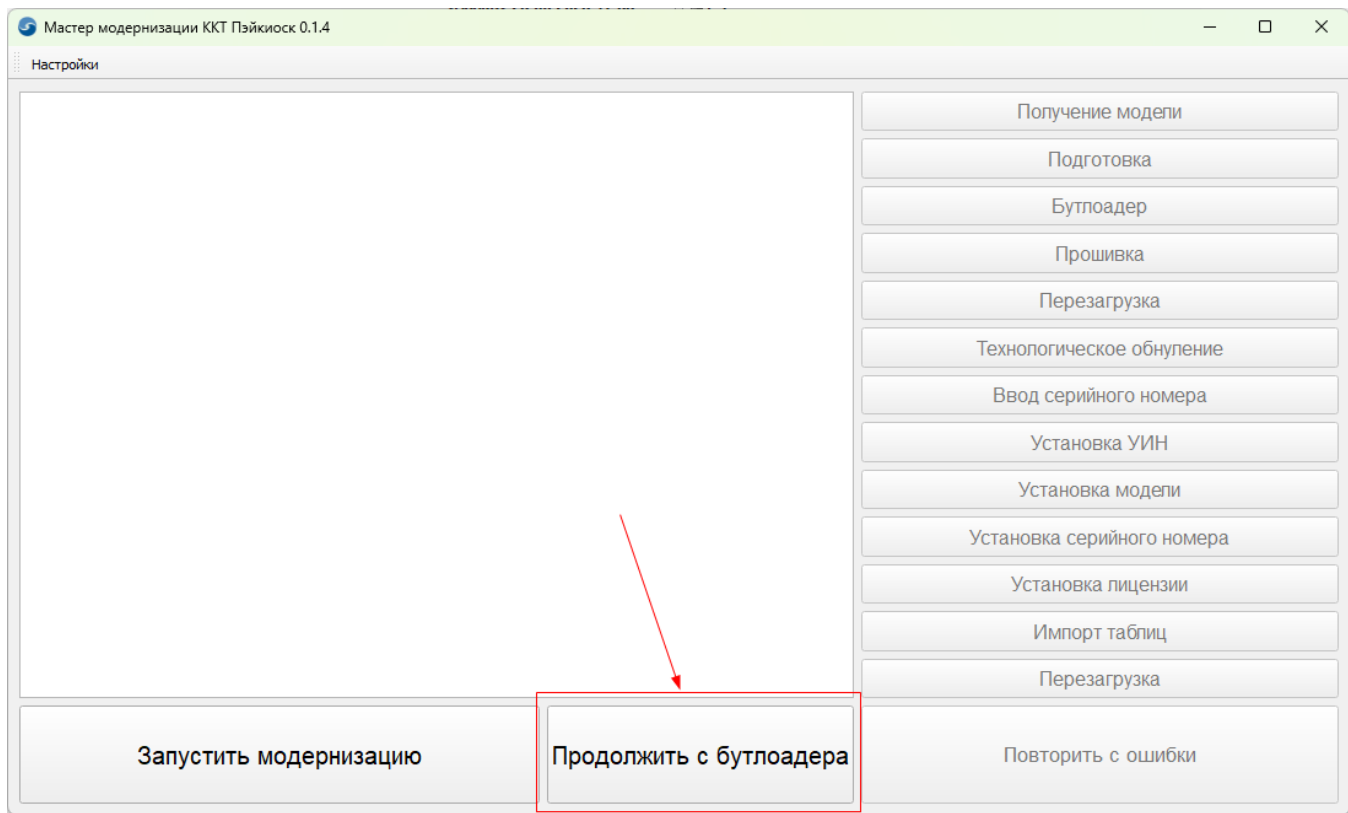 Мастер модернизации ККТ Пэйкиоск 0.1.4
Настройки
Получение модели
Подготовка
Бутлоадер
Прошивка
Перезагрузка
Технологическое обнуление
Ввод серийного номера
Установка УИН
Установка модели
Установка серийного номера
Установка лицензии
Импорт таблиц
Перезагрузка
Запустить модернизацию
Продолжить с бутлоадера
Повторить с ошибки